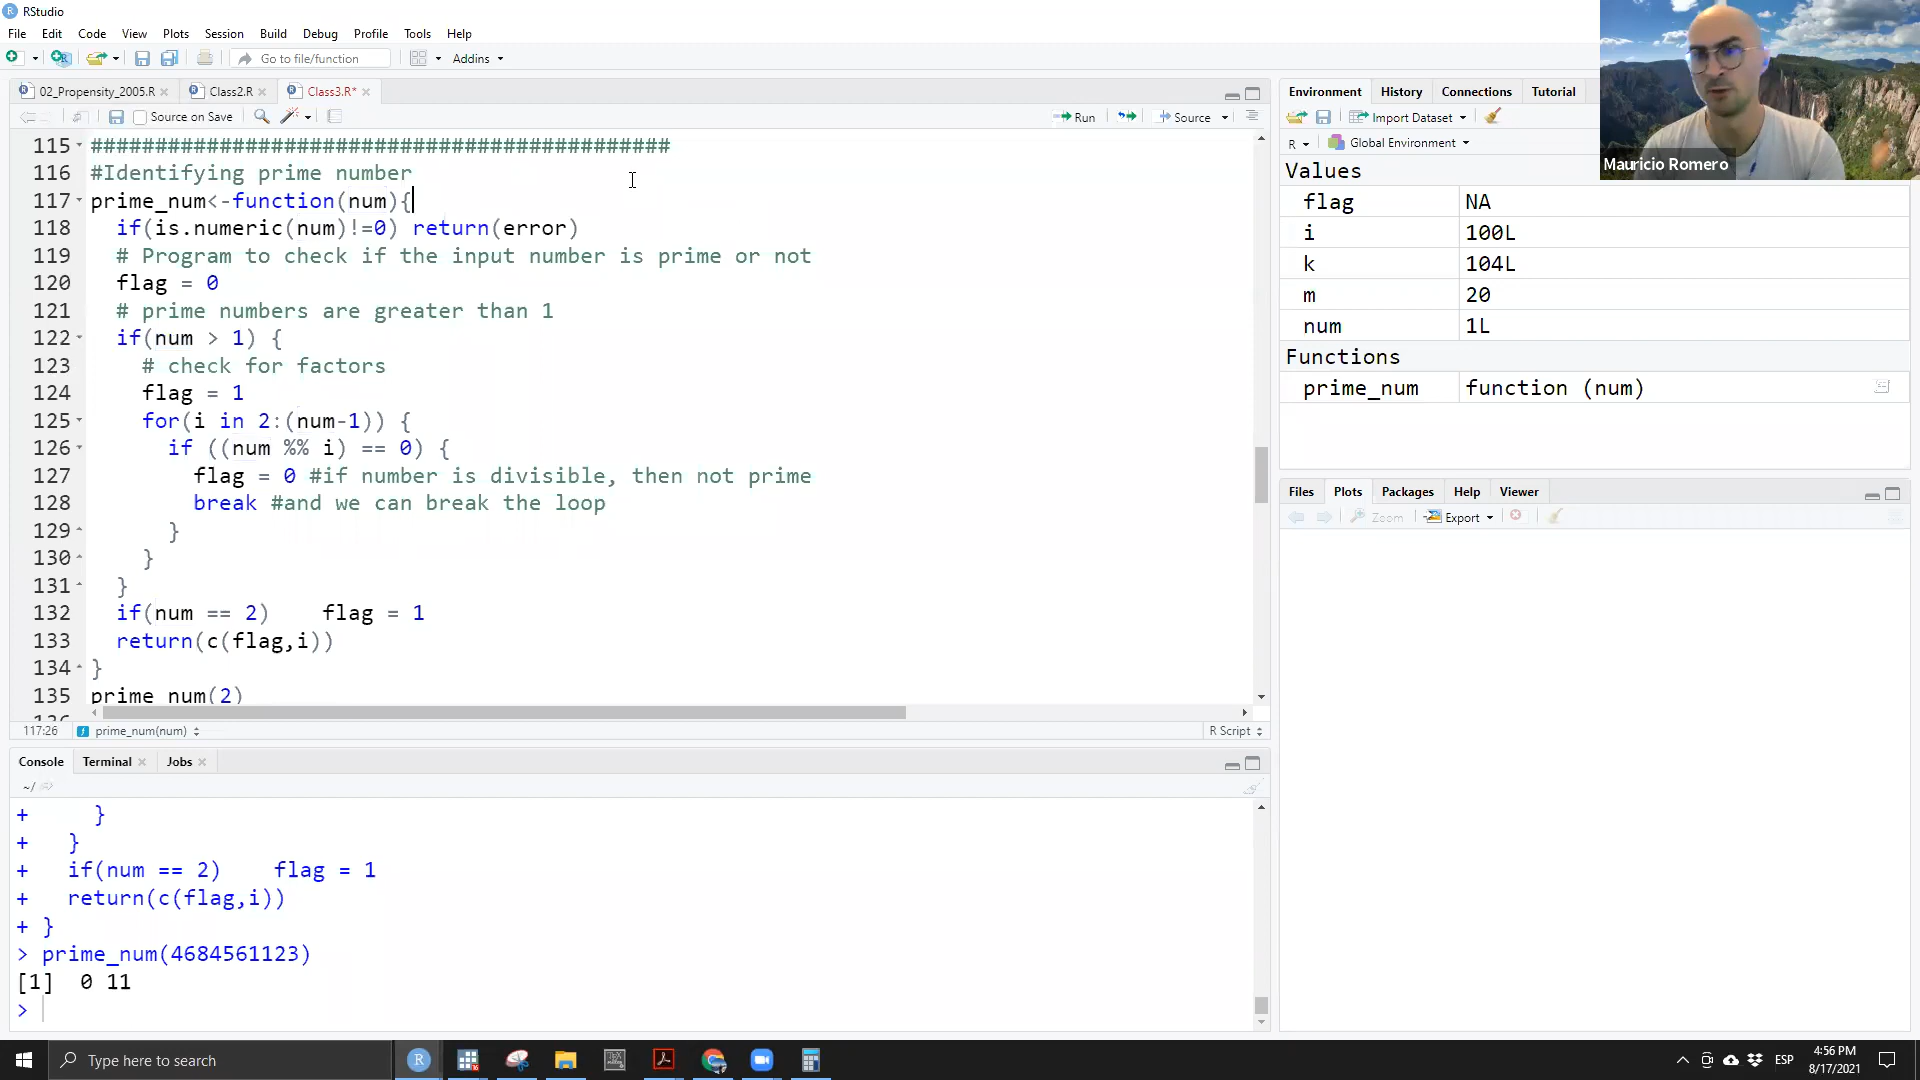 RStudio
File Edit Code View Plots Session Build Debug Profile Tools Help
Go to file/function Addins
02_Propensity_2005.R Class2.R Class3.R*
Source on Save Run Source
115 #############################################
116 #Identifying prime number
117 prime_num<-function(num){
118 if(is.numeric(num)!=0) return(error)
119 # Program to check if the input number is prime or not
120 flag = 0
121 # prime numbers are greater than 1
122 if(num > 1) {
123 # check for factors
124 flag = 1
125 for(i in 2:(num-1)) {
126 if ((num %% i) == 0) {
127 flag = 0 #if number is divisible, then not prime
128 break #and we can break the loop
129 }
130 }
131 }
132 if(num == 2) flag = 1
133 return(c(flag,i))
134 }
135 prime_num(2)
136
117:26 prime_num(num) R Script
Console Terminal Jobs
~/
+ }
+ }
+ if(num == 2) flag = 1
+ return(c(flag,i))
+ }
> prime_num(4684561123)
[1] 0 11
>
Environment History Connections Tutorial
Import Dataset
R Global Environment
Values
flag NA
i 100L
k 104L
m 20
num 1L
Functions
prime_num function (num)
Files Plots Packages Help Viewer
Zoom Export
Mauricio Romero
Type here to search
ESP
4:56 PM
8/17/2021